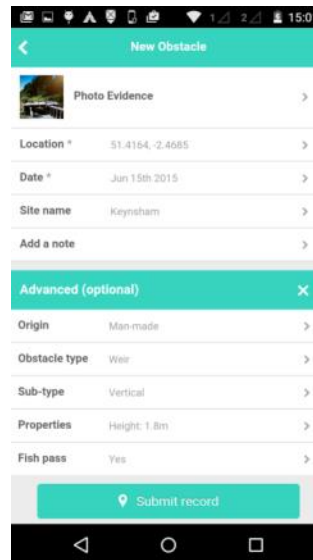 1 2 15:0
New Obstacle
Photo Evidence
Location * 51.4164,-2.4685
Date * Jun 15th 2015
Site name Keynsham
Add a note
Advanced (optional)
Origin Man-made
Obstacle type Weir
Sub-type Vertical
Properties Height: 1.8m
Fish pass Yes
Submit record